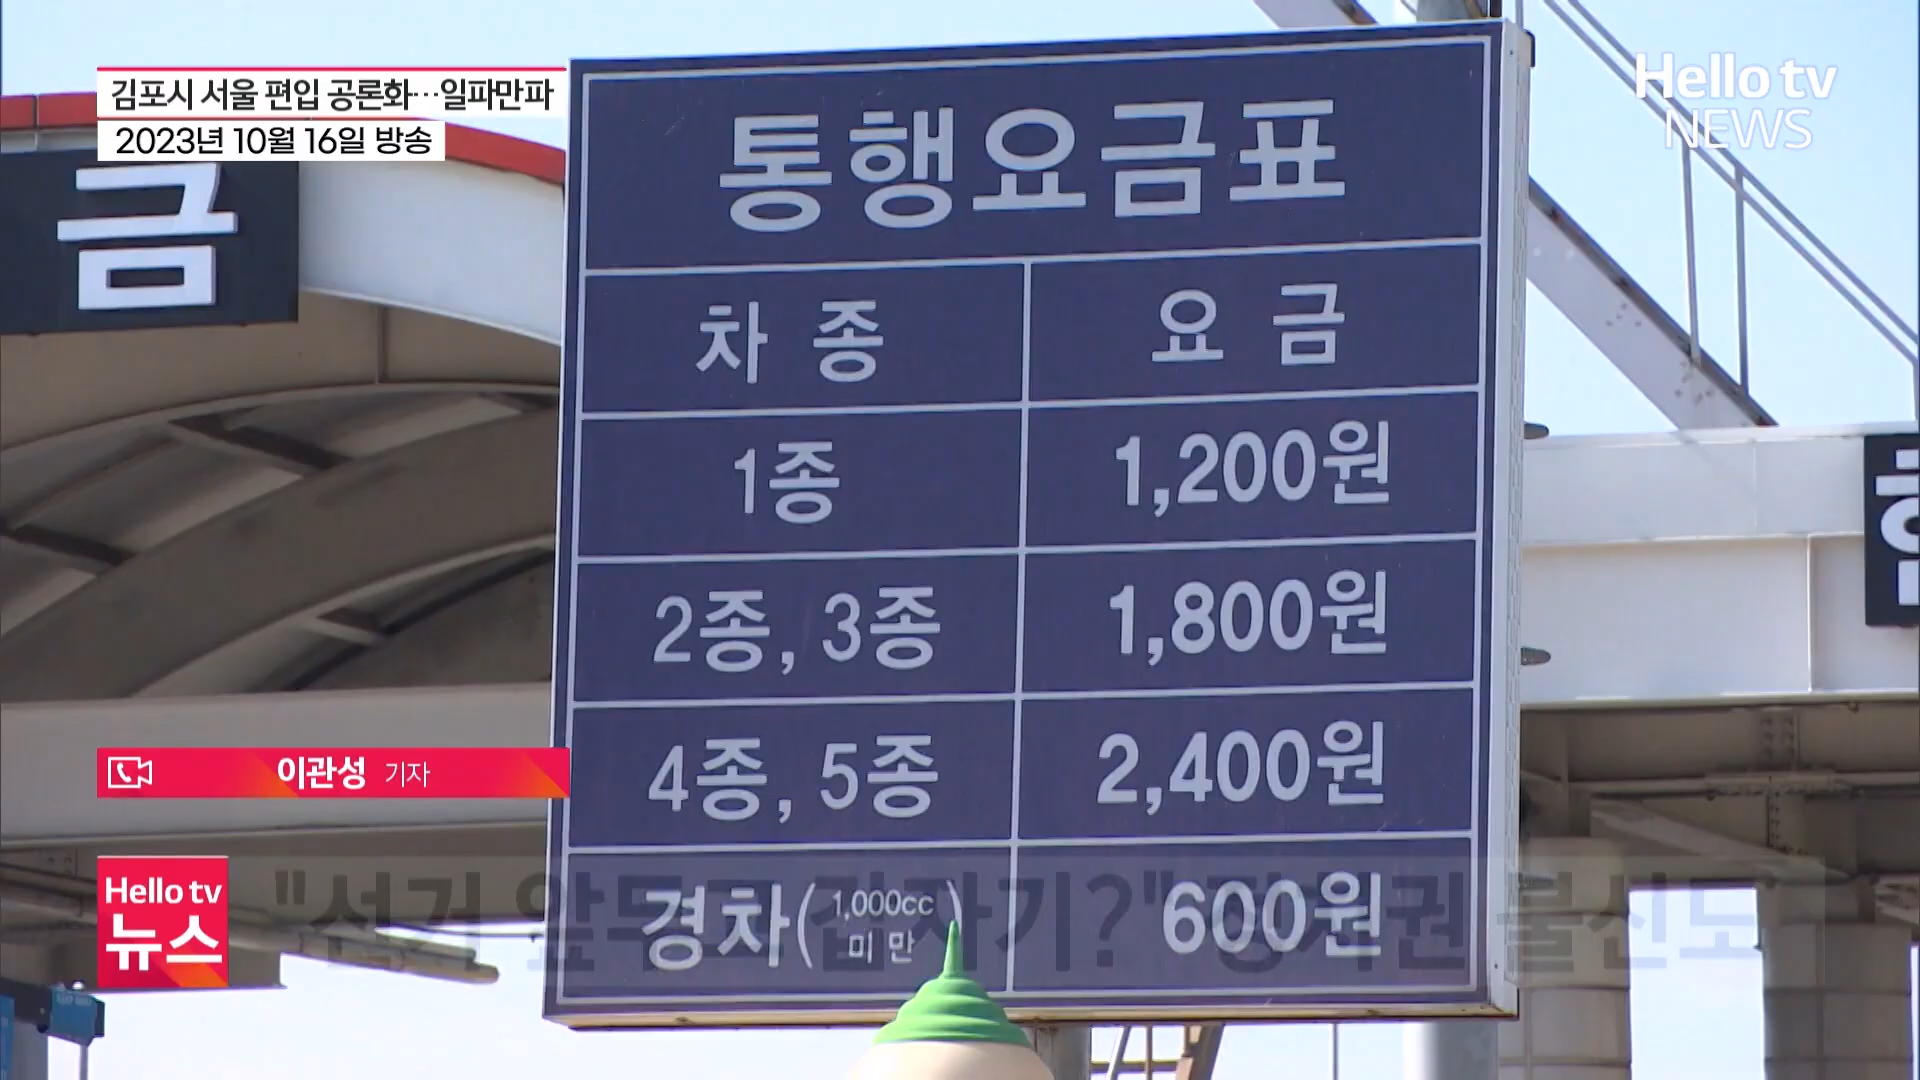 김포시 서울 편입 공론화…일파만파
2023년 10월 16일 방송
Hello tv
NEWS
금
통행요금표
차 종 요 금
1종 1,200원
2종, 3종 1,800원
4종, 5종 2,400원
경차(1,000cc 미만) 600원
이관성 기자
Hello tv
뉴스